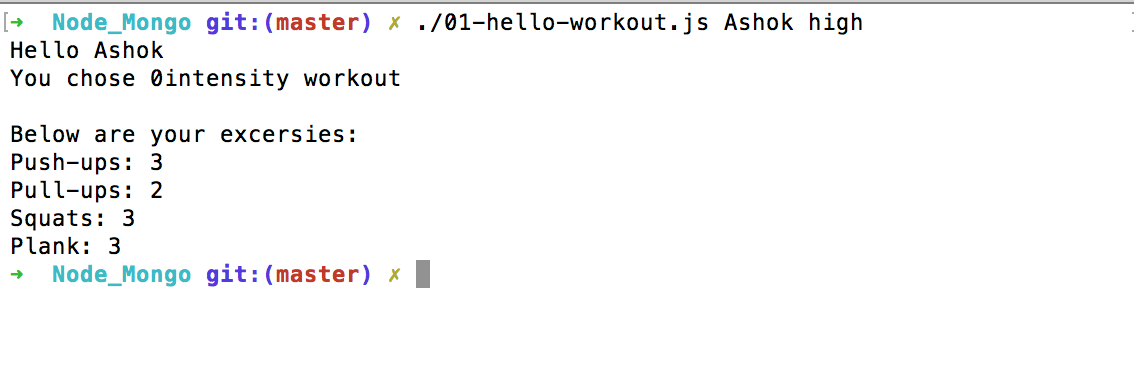 [➜  Node_Mongo git:(master) ✗ ./01-hello-workout.js Ashok high
Hello Ashok
You chose 0intensity workout

Below are your excersies:
Push-ups: 3
Pull-ups: 2
Squats: 3
Plank: 3
➜  Node_Mongo git:(master) ✗